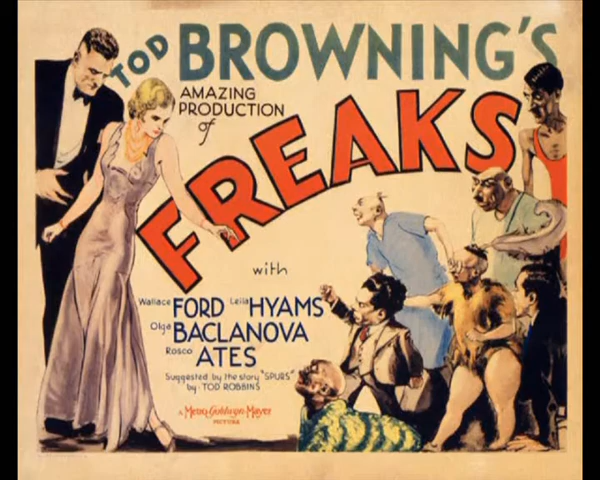 TOD BROWNING'S
AMAZING
PRODUCTION
of
FREAKS
with
Wallace FORD Leila HYAMS
Olga BACLANOVA
Rosco ATES
Suggested by the story "SPURS"
by TOD ROBBINS
A Metro-Goldwyn-Mayer
PICTURE